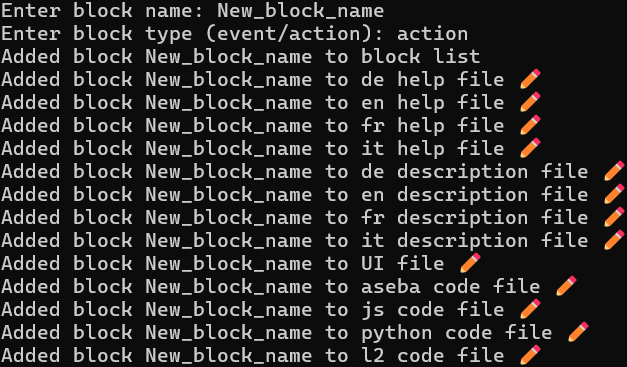 Enter block name: New_block_name
Enter block type (event/action): action
Added block New_block_name to block list
Added block New_block_name to de help file ✏️
Added block New_block_name to en help file ✏️
Added block New_block_name to fr help file ✏️
Added block New_block_name to it help file ✏️
Added block New_block_name to de description file ✏️
Added block New_block_name to en description file ✏️
Added block New_block_name to fr description file ✏️
Added block New_block_name to it description file ✏️
Added block New_block_name to UI file ✏️
Added block New_block_name to aseba code file ✏️
Added block New_block_name to js code file ✏️
Added block New_block_name to python code file ✏️
Added block New_block_name to l2 code file ✏️